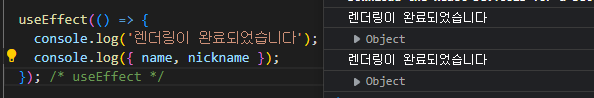 useEffect(() => {
console.log('렌더링이 완료되었습니다');
console.log({ name, nickname });
}); /* useEffect */
렌더링이 완료되었습니다
▶ Object
렌더링이 완료되었습니다
▶ Object